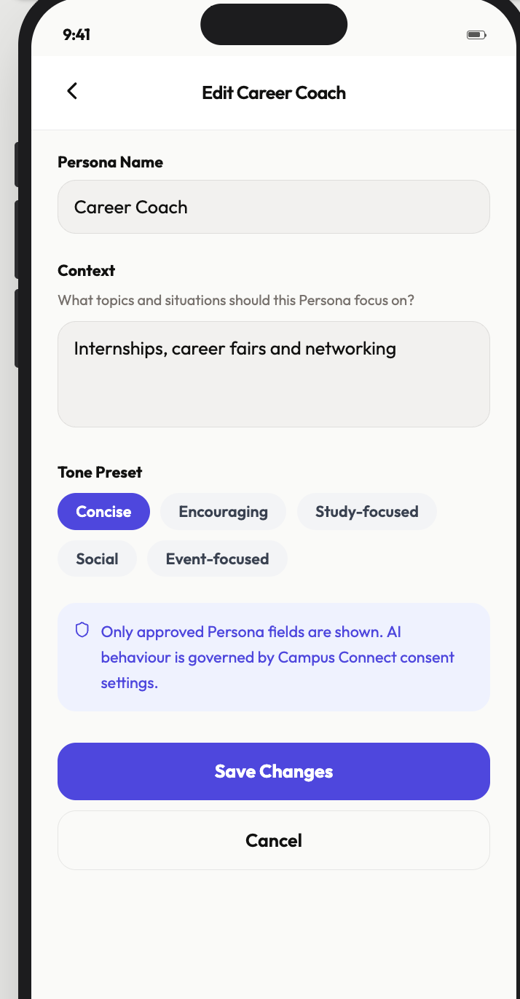 9:41
Edit Career Coach
Persona Name
Career Coach
Context
What topics and situations should this Persona focus on?
Internships, career fairs and networking
Tone Preset
Concise Encouraging Study-focused
Social Event-focused
Only approved Persona fields are shown. AI
behaviour is governed by Campus Connect consent
settings.
Save Changes
Cancel